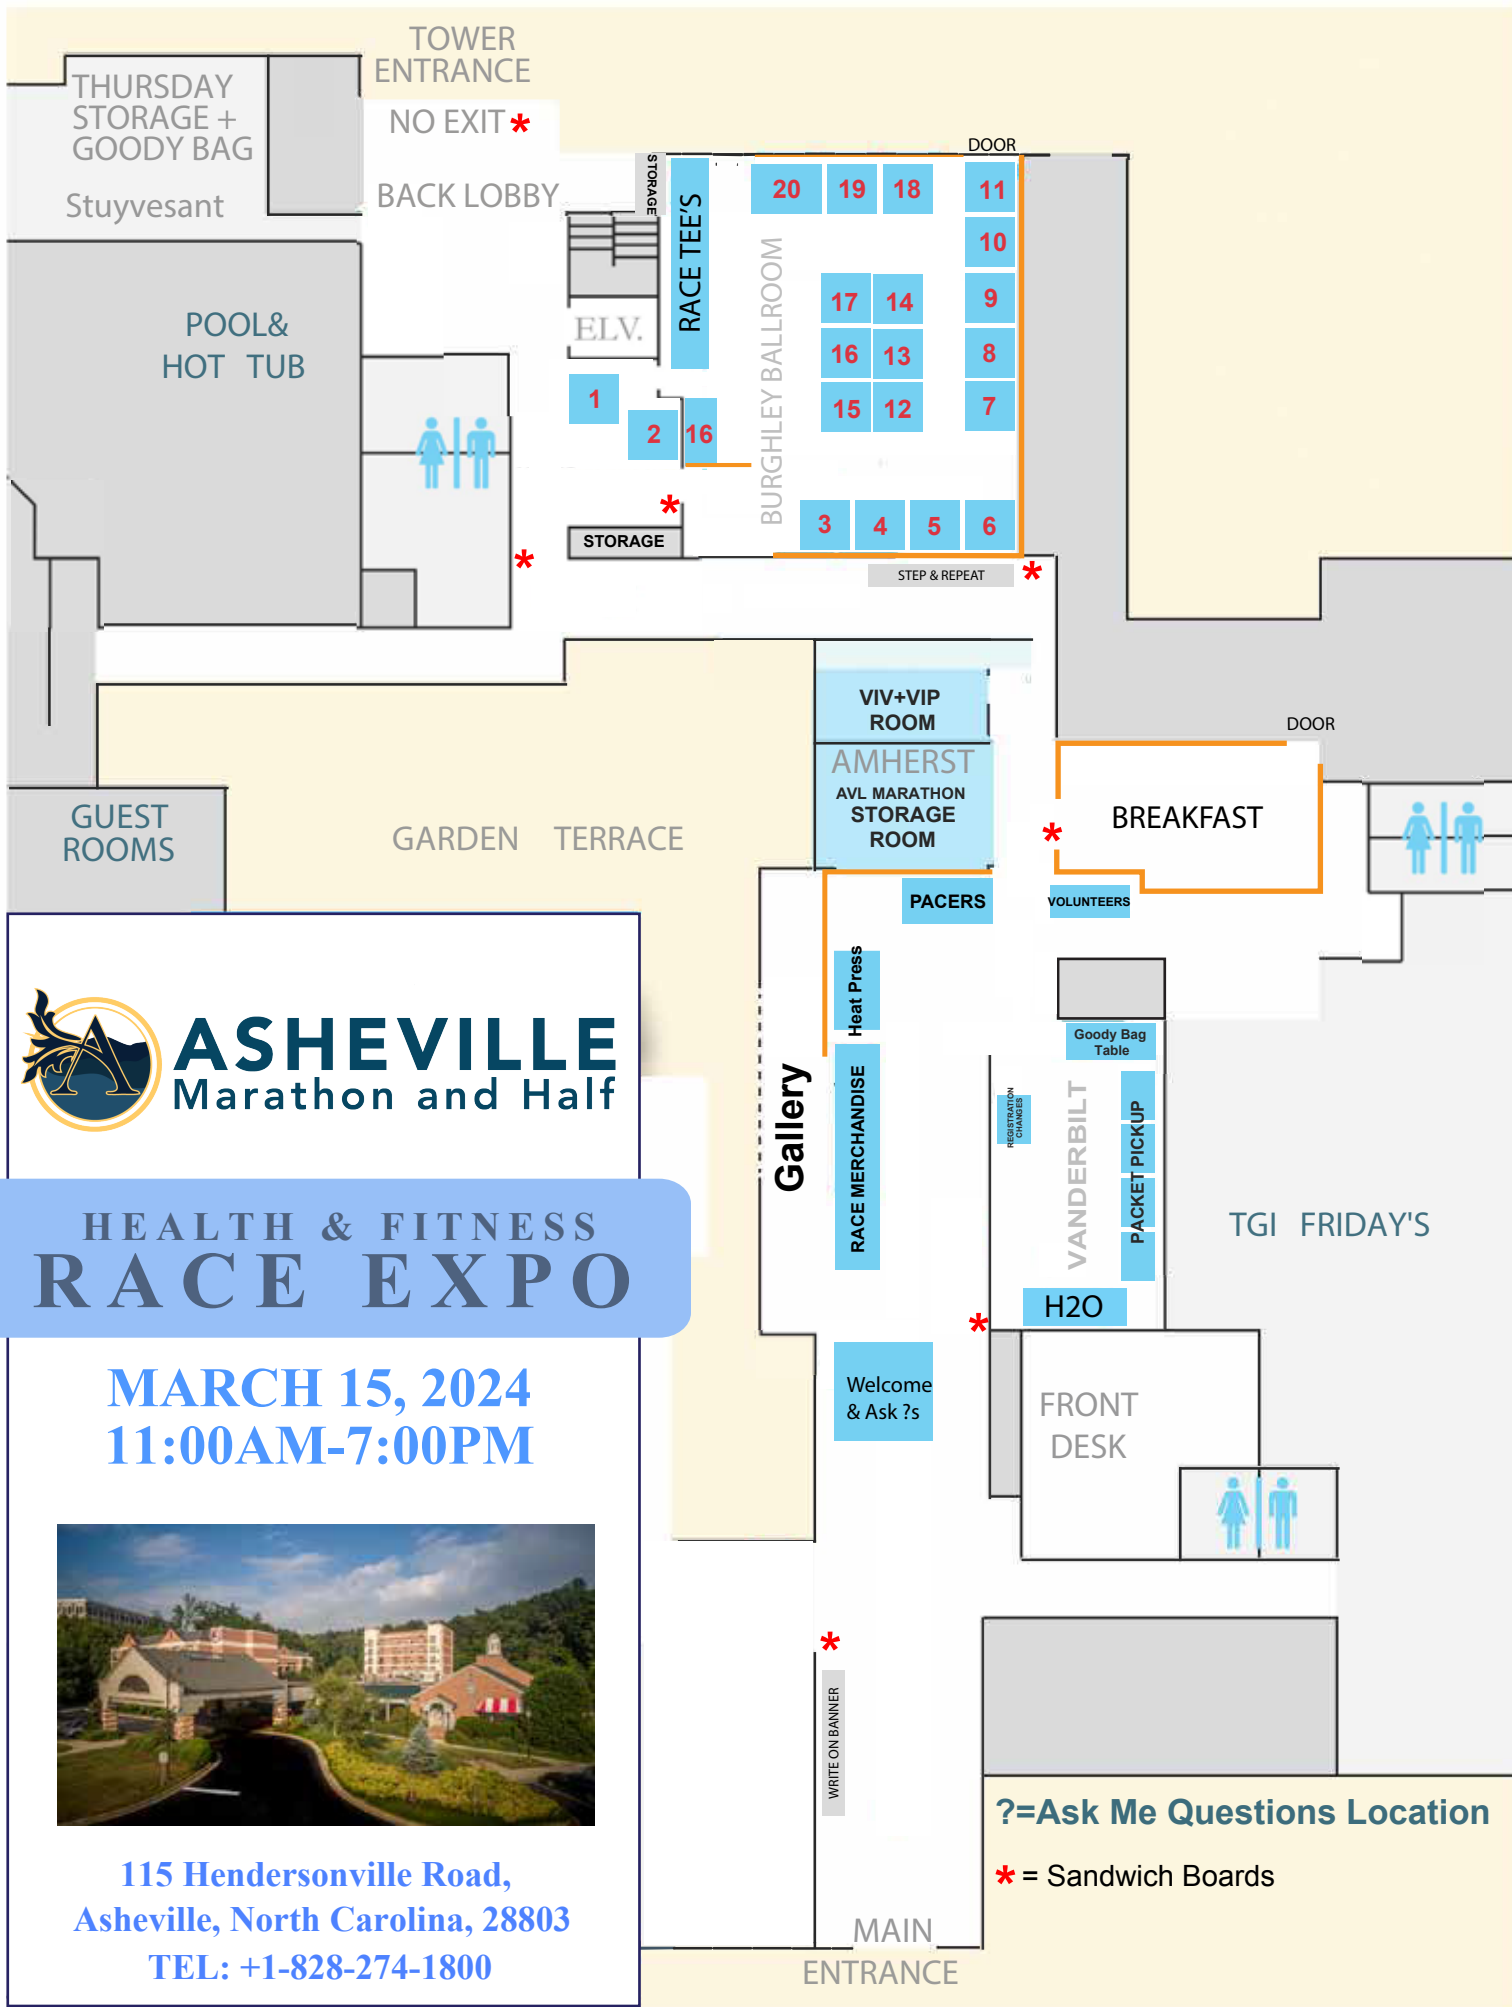 TOWER
ENTRANCE
THURSDAY
STORAGE +
GOODY BAG
Stuyvesant
NO EXIT *
BACK LOBBY
DOOR
STORAGE
RACE TEE'S
20 19 18 11
10
BURGHLEY BALLROOM
17 14 9
16 13 8
15 12 7
ELV.
POOL&
HOT TUB
1
2 16
*
3 4 5 6
STORAGE
*
STEP & REPEAT *
VIV+VIP
ROOM
AMHERST
AVL MARATHON
STORAGE
ROOM
DOOR
BREAKFAST
*
GUEST
ROOMS
GARDEN TERRACE
PACERS
VOLUNTEERS
Heat Press
Goody Bag
Table
Gallery
RACE MERCHANDISE
REGISTRATION
CHANGES
VANDERBILT
PACKET PICKUP
TGI FRIDAY'S
H2O
*
Welcome
& Ask ?s
FRONT
DESK
*
WRITE ON BANNER
MAIN
ENTRANCE
A
ASHEVILLE
Marathon and Half
HEALTH & FITNESS
RACE EXPO
MARCH 15, 2024
11:00AM-7:00PM
115 Hendersonville Road,
Asheville, North Carolina, 28803
TEL: +1-828-274-1800
?=Ask Me Questions Location
* = Sandwich Boards